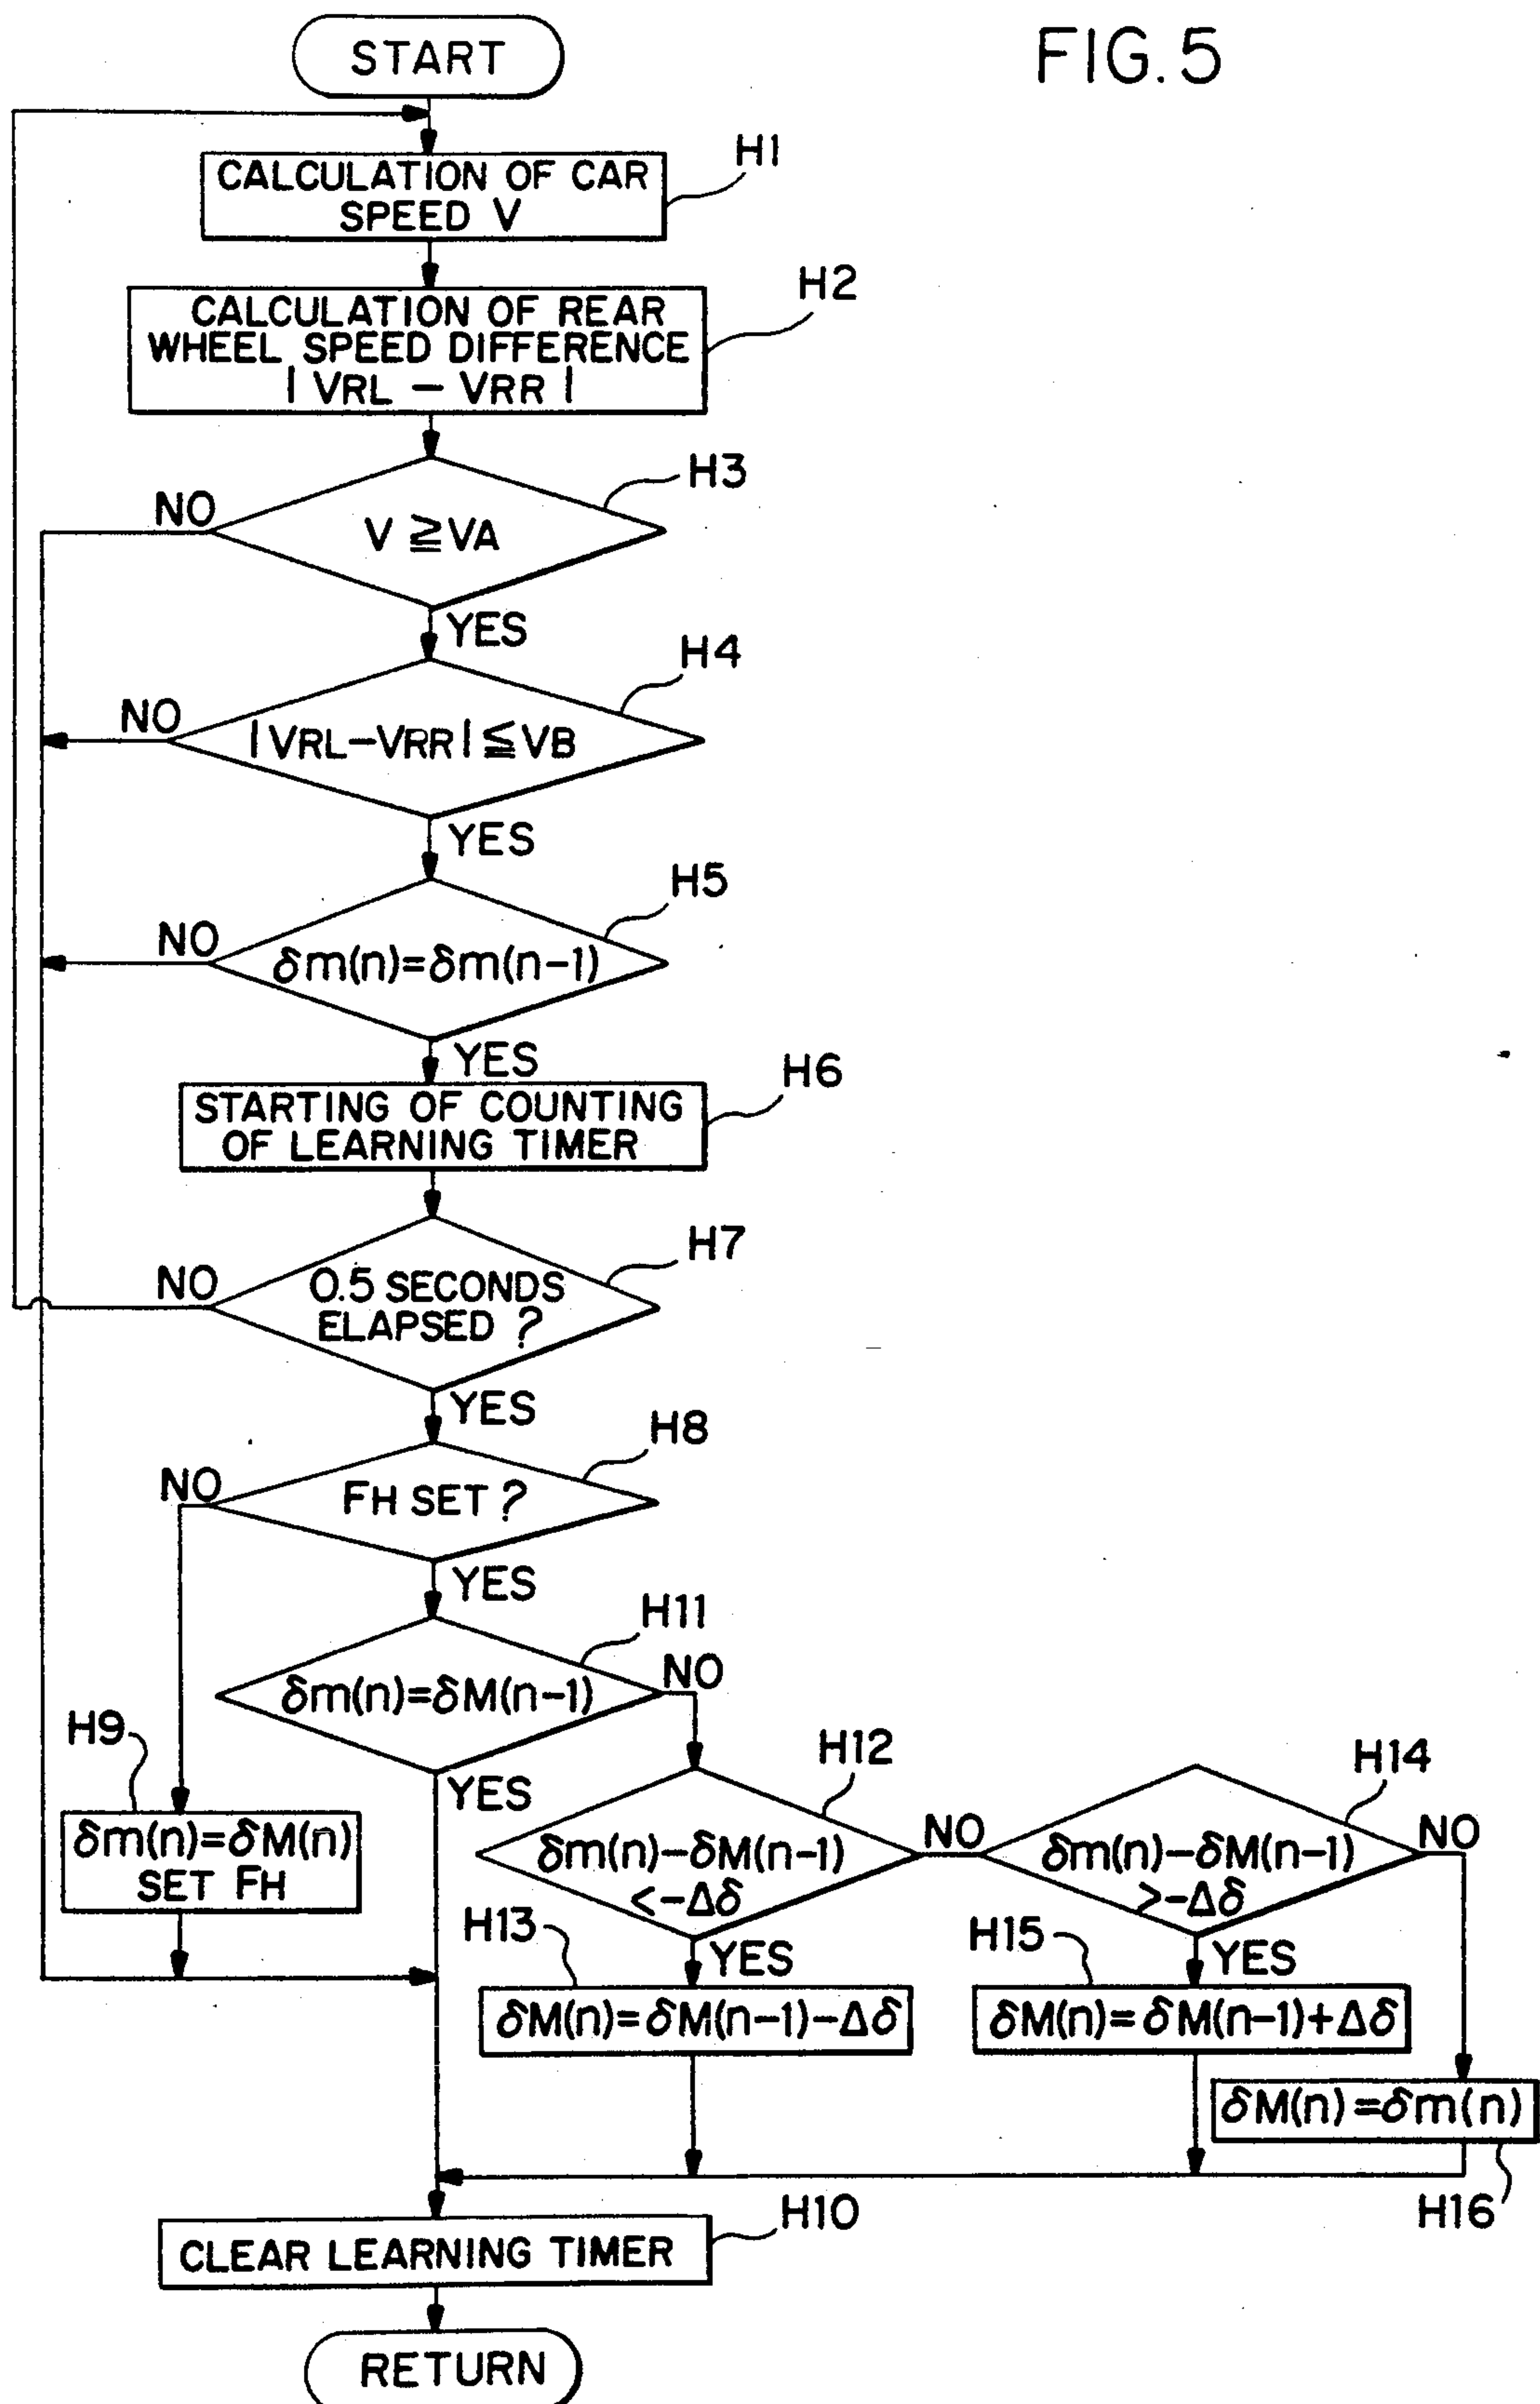 START
FIG. 5
H1
CALCULATION OF CAR
SPEED V
H2
CALCULATION OF REAR
WHEEL SPEED DIFFERENCE
| VRL - VRR |
H3
NO
V ≧ VA
YES
H4
NO
| VRL-VRR | ≦ VB
YES
H5
NO
δm(n)=δm(n-1)
YES
H6
STARTING OF COUNTING
OF LEARNING TIMER
H7
NO
0.5 SECONDS
ELAPSED ?
YES
H8
NO
FH SET ?
YES
H11
NO
δm(n)=δM(n-1)
YES
H9
δm(n)=δM(n)
SET FH
H12
NO
δm(n)-δM(n-1)
<-Δδ
YES
H14
NO
δm(n)-δM(n-1)
>-Δδ
YES
H13
δM(n)=δM(n-1)-Δδ
H15
δM(n)=δM(n-1)+Δδ
δM(n)=δm(n)
H16
H10
CLEAR LEARNING TIMER
RETURN